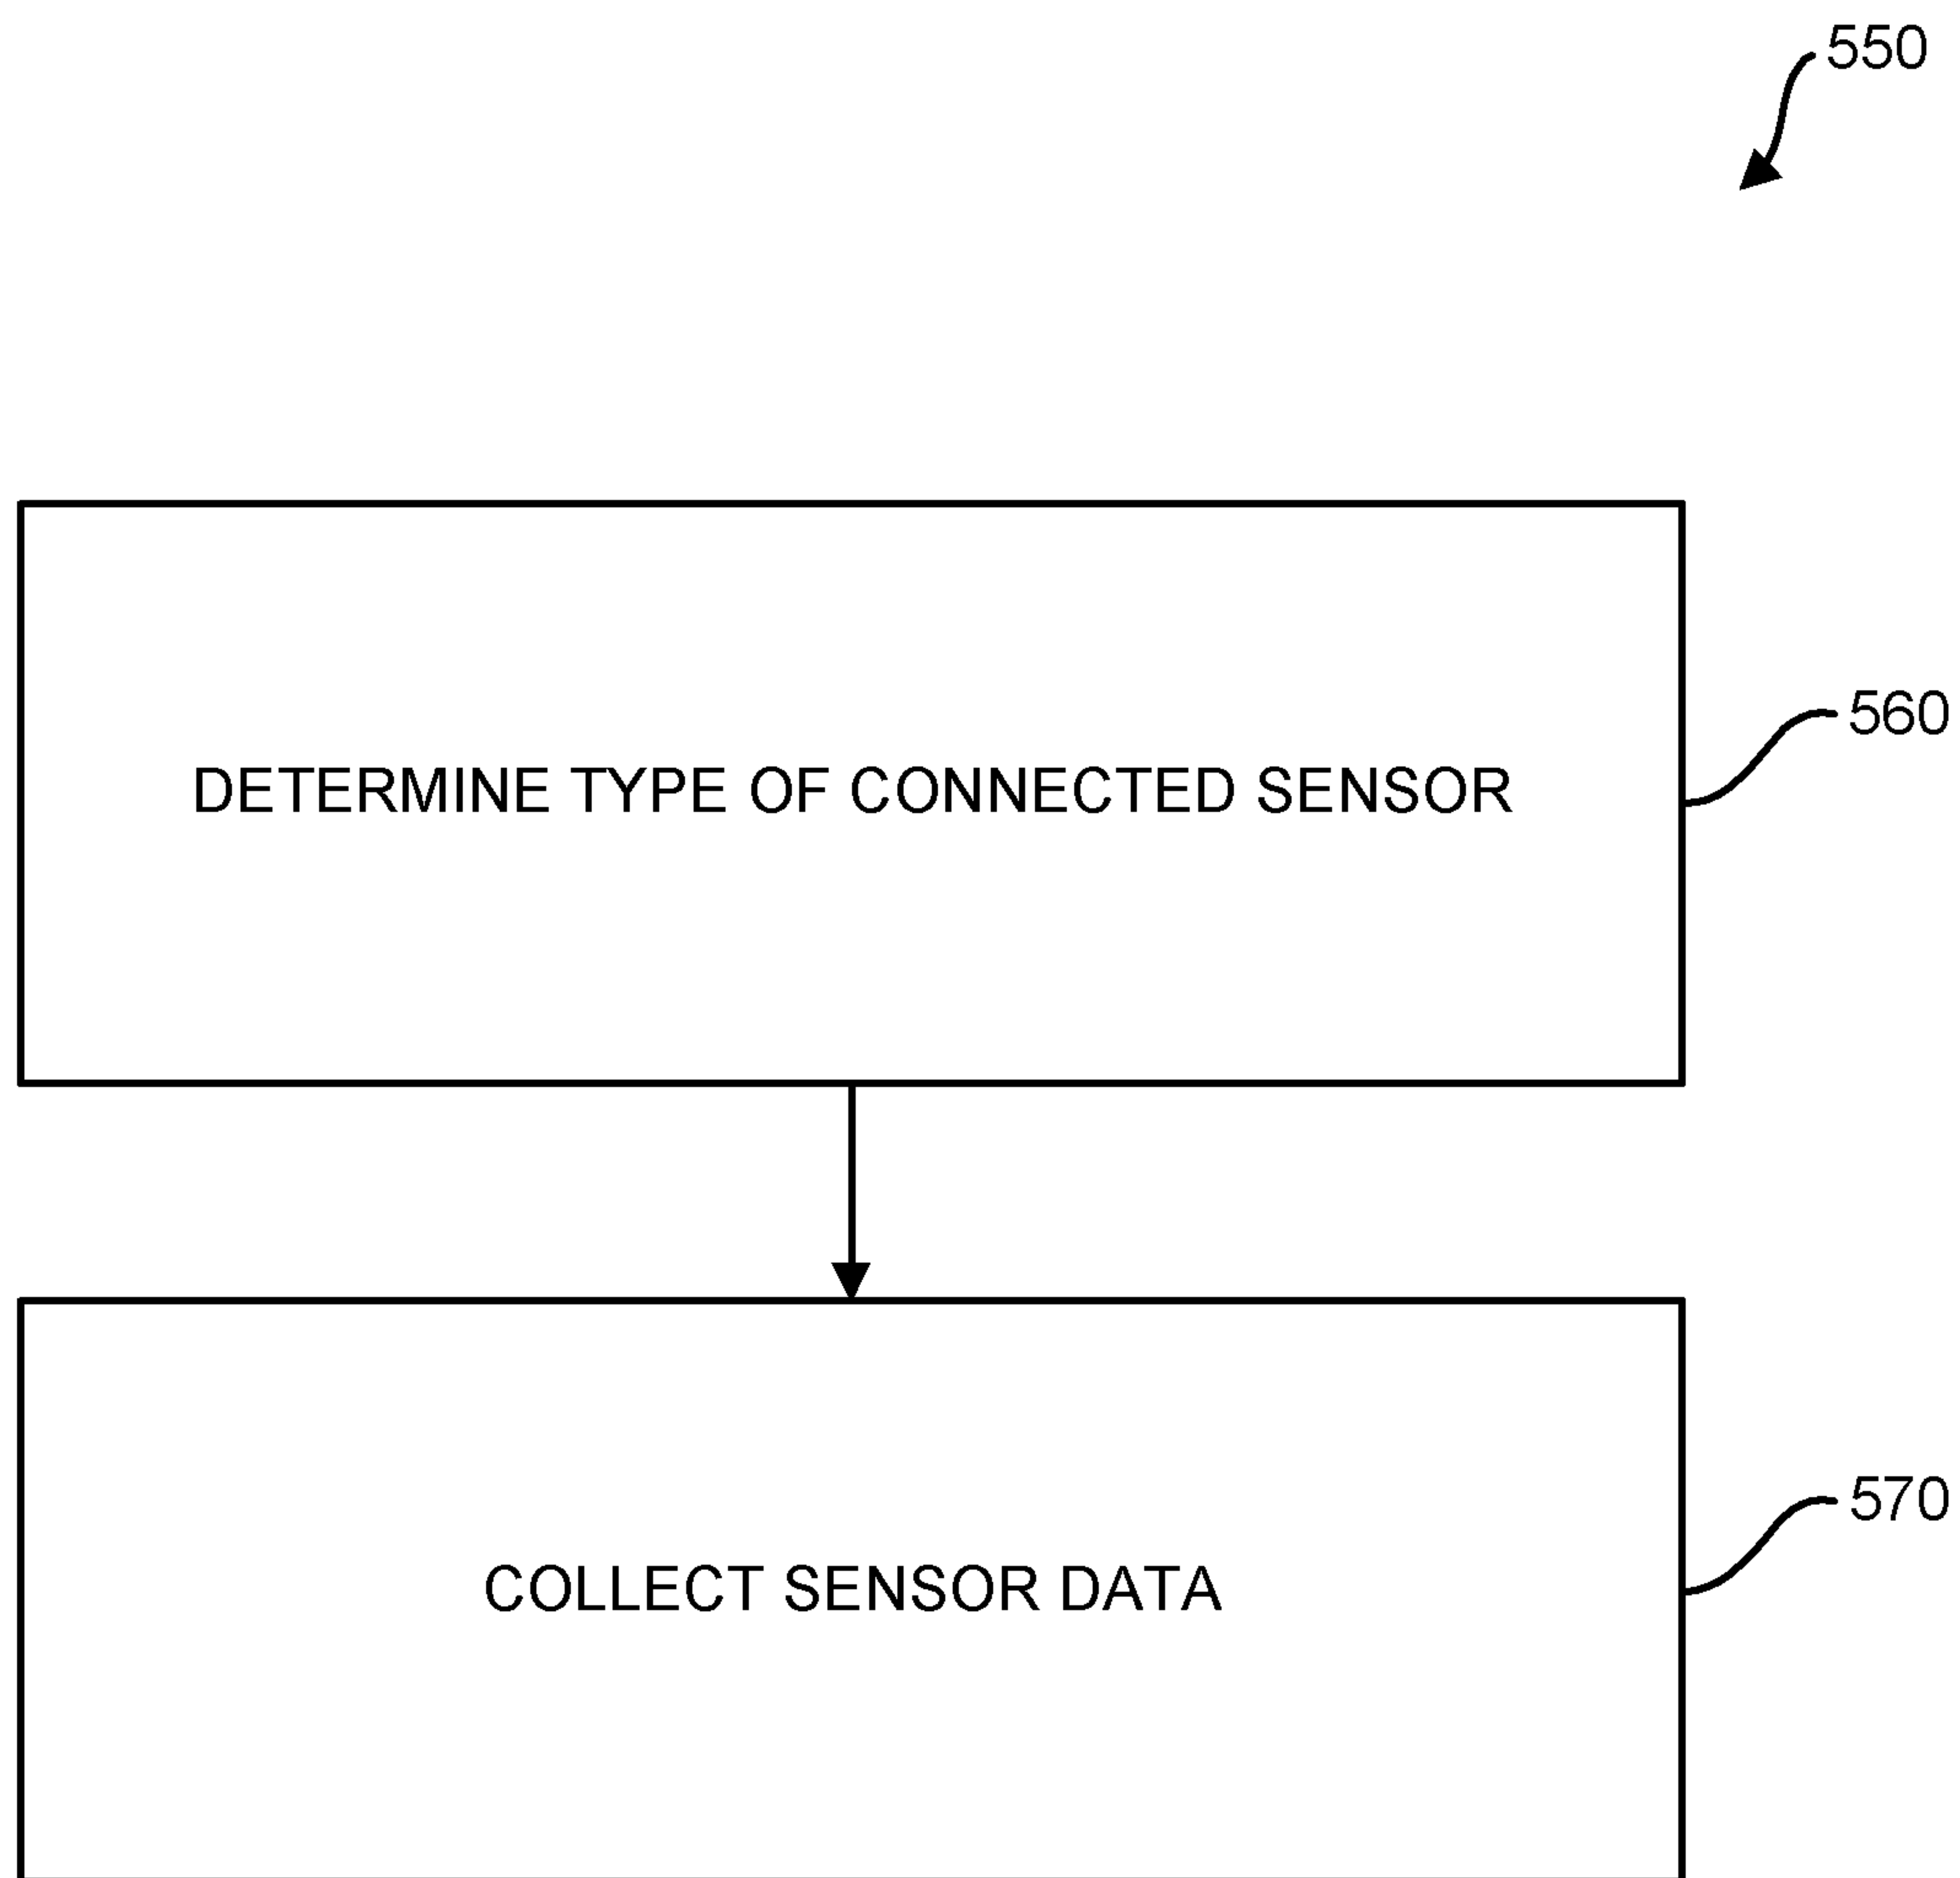 550
560
DETERMINE TYPE OF CONNECTED SENSOR
570
COLLECT SENSOR DATA